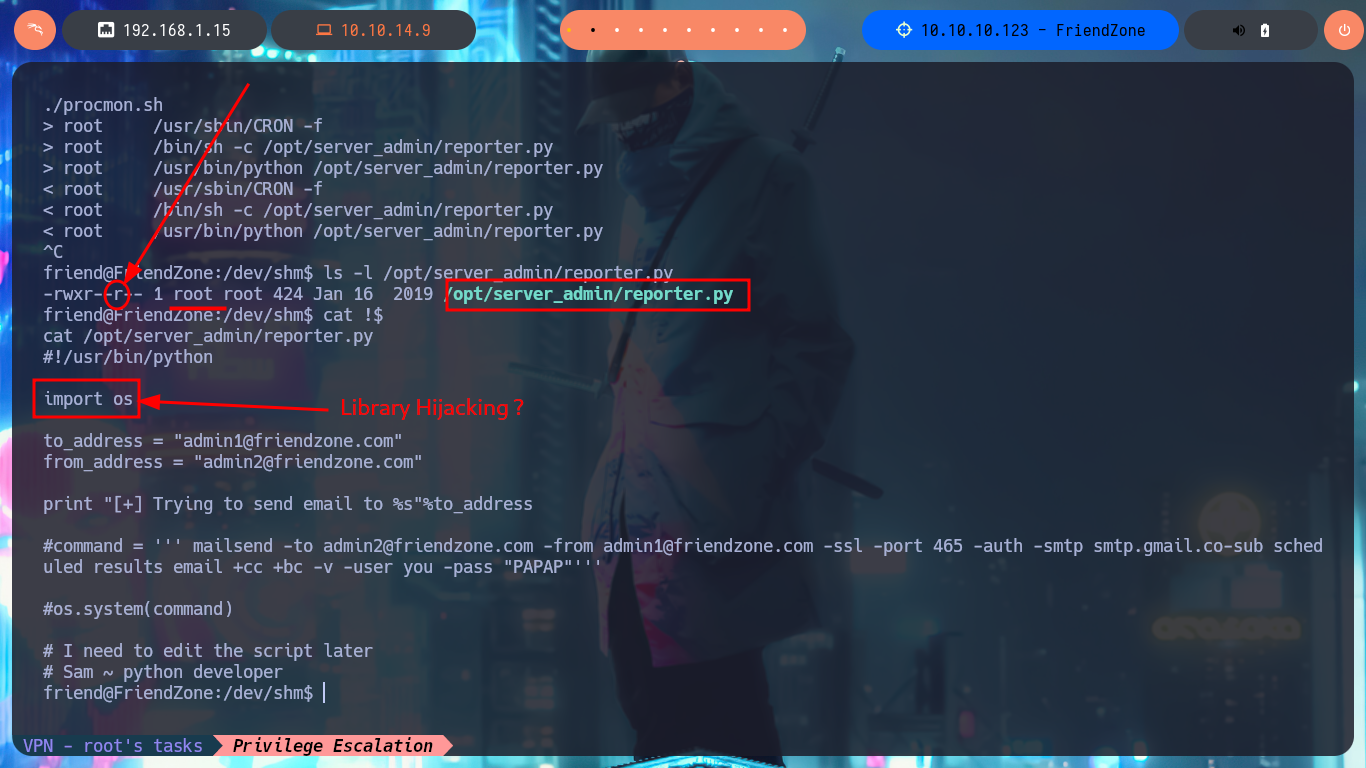 192.168.1.15
10.10.14.9
10.10.10.123 - FriendZone
./procmon.sh
> root     /usr/sbin/CRON -f
> root     /bin/sh -c /opt/server_admin/reporter.py
> root     /usr/bin/python /opt/server_admin/reporter.py
< root     /usr/sbin/CRON -f
< root     /bin/sh -c /opt/server_admin/reporter.py
< root     /usr/bin/python /opt/server_admin/reporter.py
^C
friend@FriendZone:/dev/shm$ ls -l /opt/server_admin/reporter.py
-rwxr--r-- 1 root root 424 Jan 16  2019 /opt/server_admin/reporter.py
friend@FriendZone:/dev/shm$ cat !$
cat /opt/server_admin/reporter.py
#!/usr/bin/python
import os
Library Hijacking ?
to_address = "admin1@friendzone.com"
from_address = "admin2@friendzone.com"
print "[+] Trying to send email to %s"%to_address
#command = ''' mailsend -to admin2@friendzone.com -from admin1@friendzone.com -ssl -port 465 -auth -smtp smtp.gmail.co-sub sched
uled results email +cc +bc -v -user you -pass "PAPAP"'''
#os.system(command)
# I need to edit the script later
# Sam ~ python developer
friend@FriendZone:/dev/shm$
VPN - root's tasks
Privilege Escalation